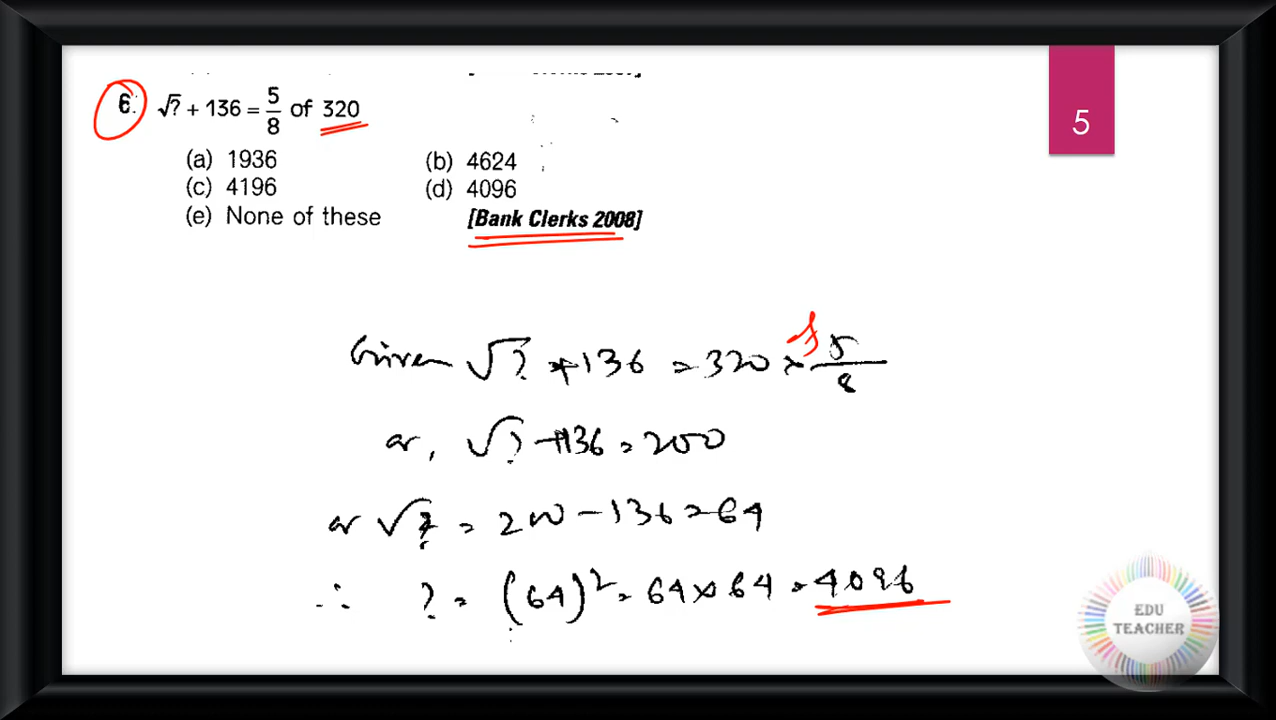 5
6. √? + 136 = 5/8 of 320
(a) 1936 (b) 4624
(c) 4196 (d) 4096
(e) None of these [Bank Clerks 2008]
Given √? + 136 = 320 × 5/8
or, √? + 136 = 200
or √? = 200 - 136 = 64
∴ ? = (64)² = 64 × 64 = 4096
EDU
TEACHER